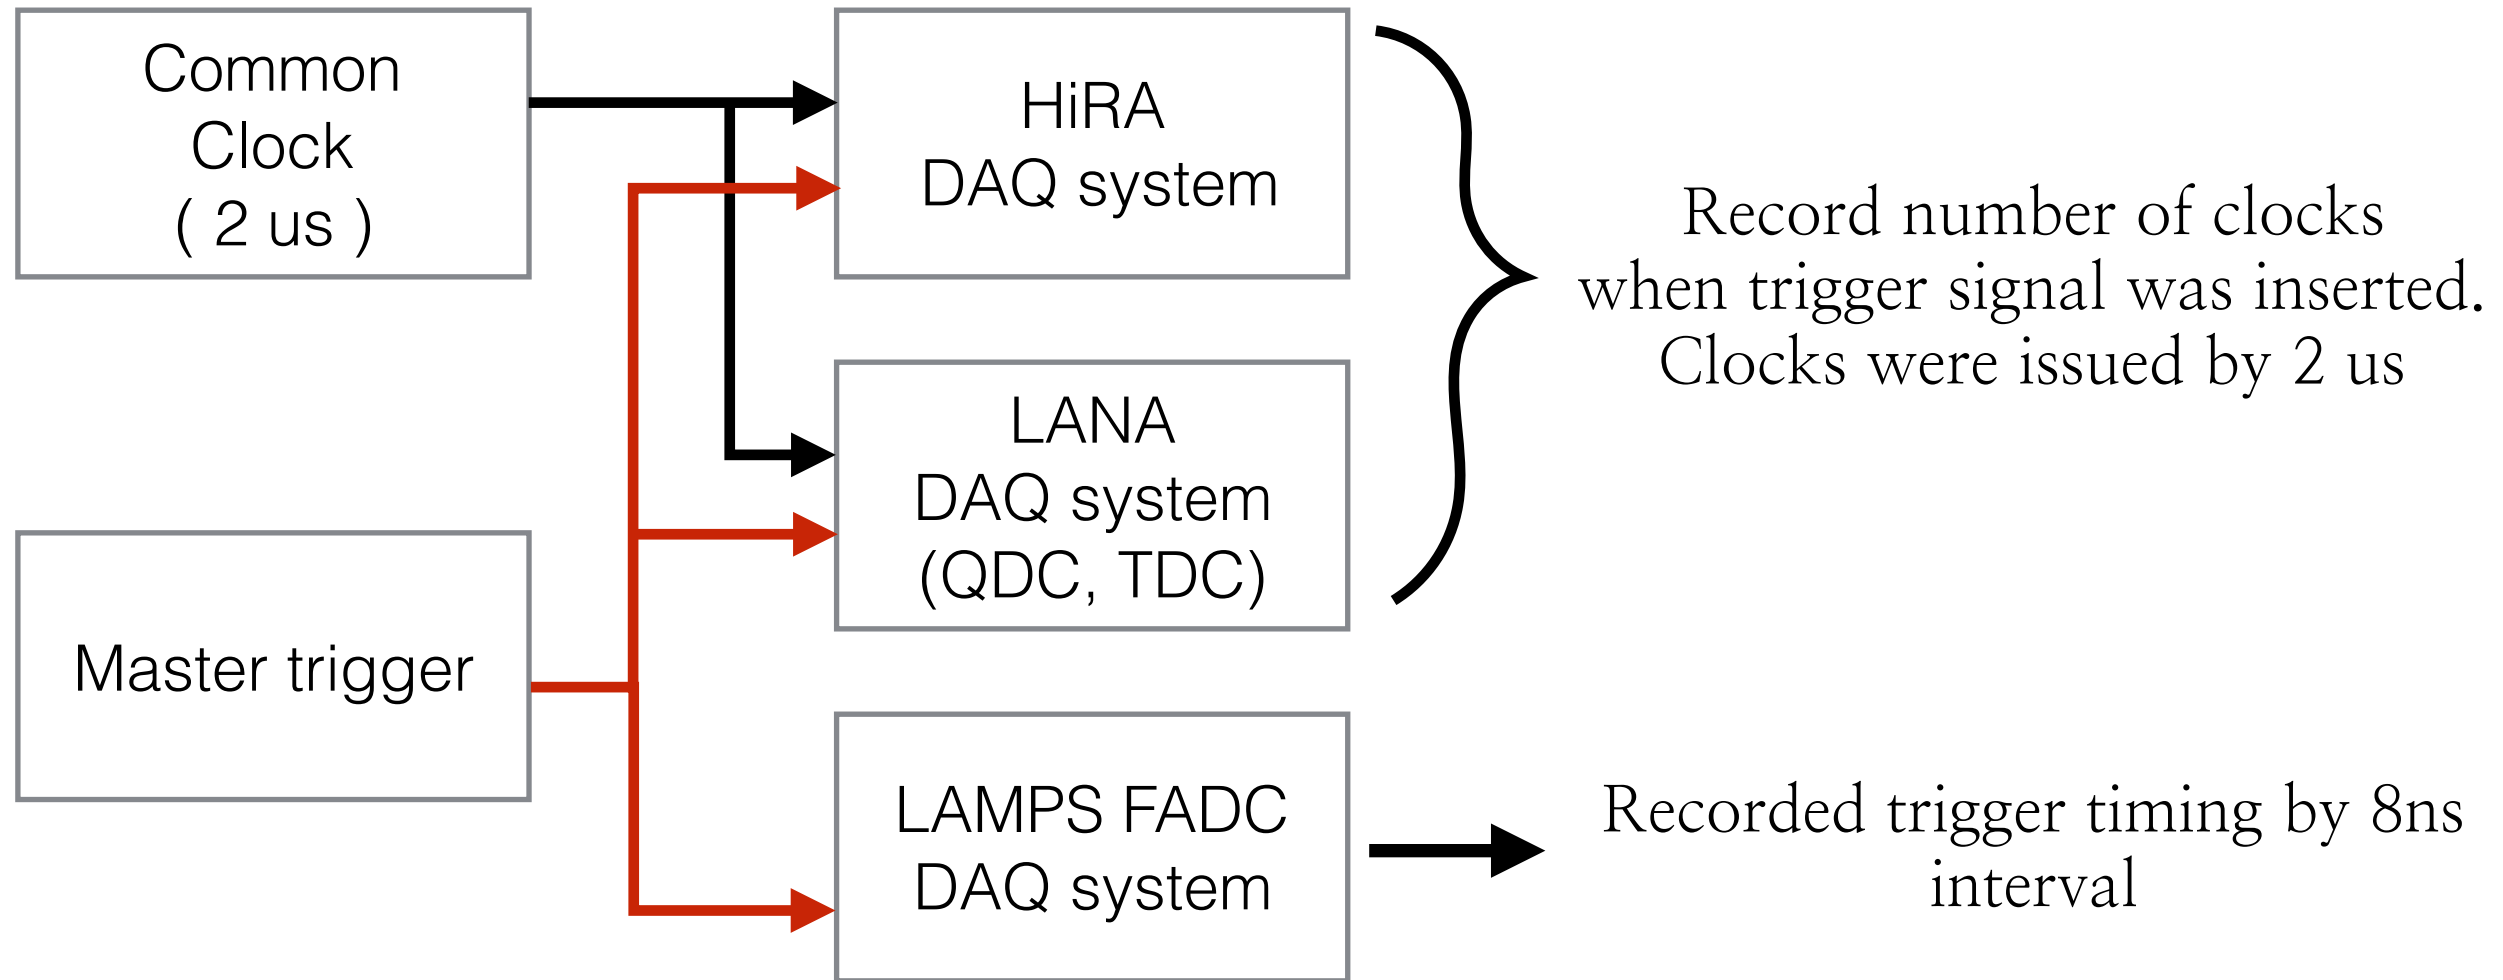 Common
Clock
( 2 us )
HiRA
DAQ system
Record number of clocks
when trigger signal was inserted.
Clocks were issued by 2 us
LANA
DAQ system
(QDC, TDC)
Master trigger
LAMPS FADC
DAQ system
Recorded trigger timing by 8ns
interval